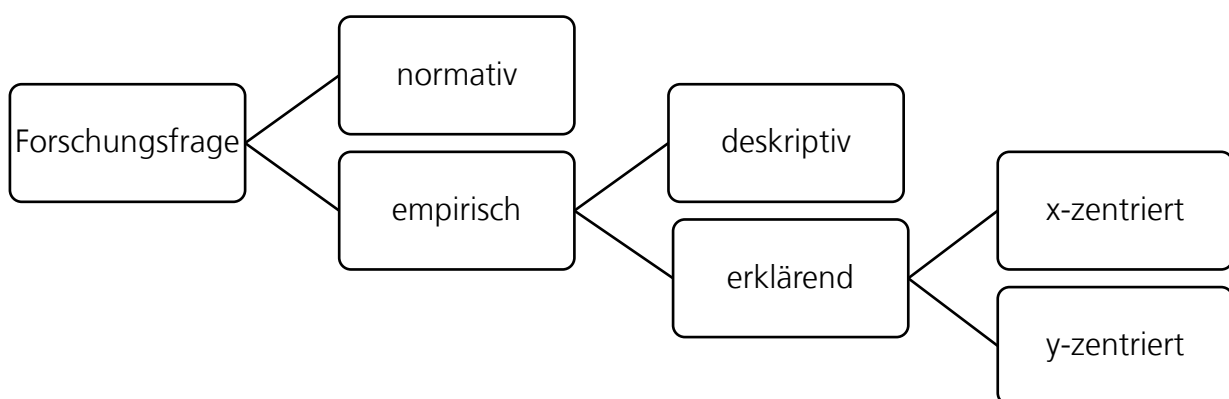 Forschungsfrage
normativ
empirisch
deskriptiv
erklärend
x-zentriert
y-zentriert